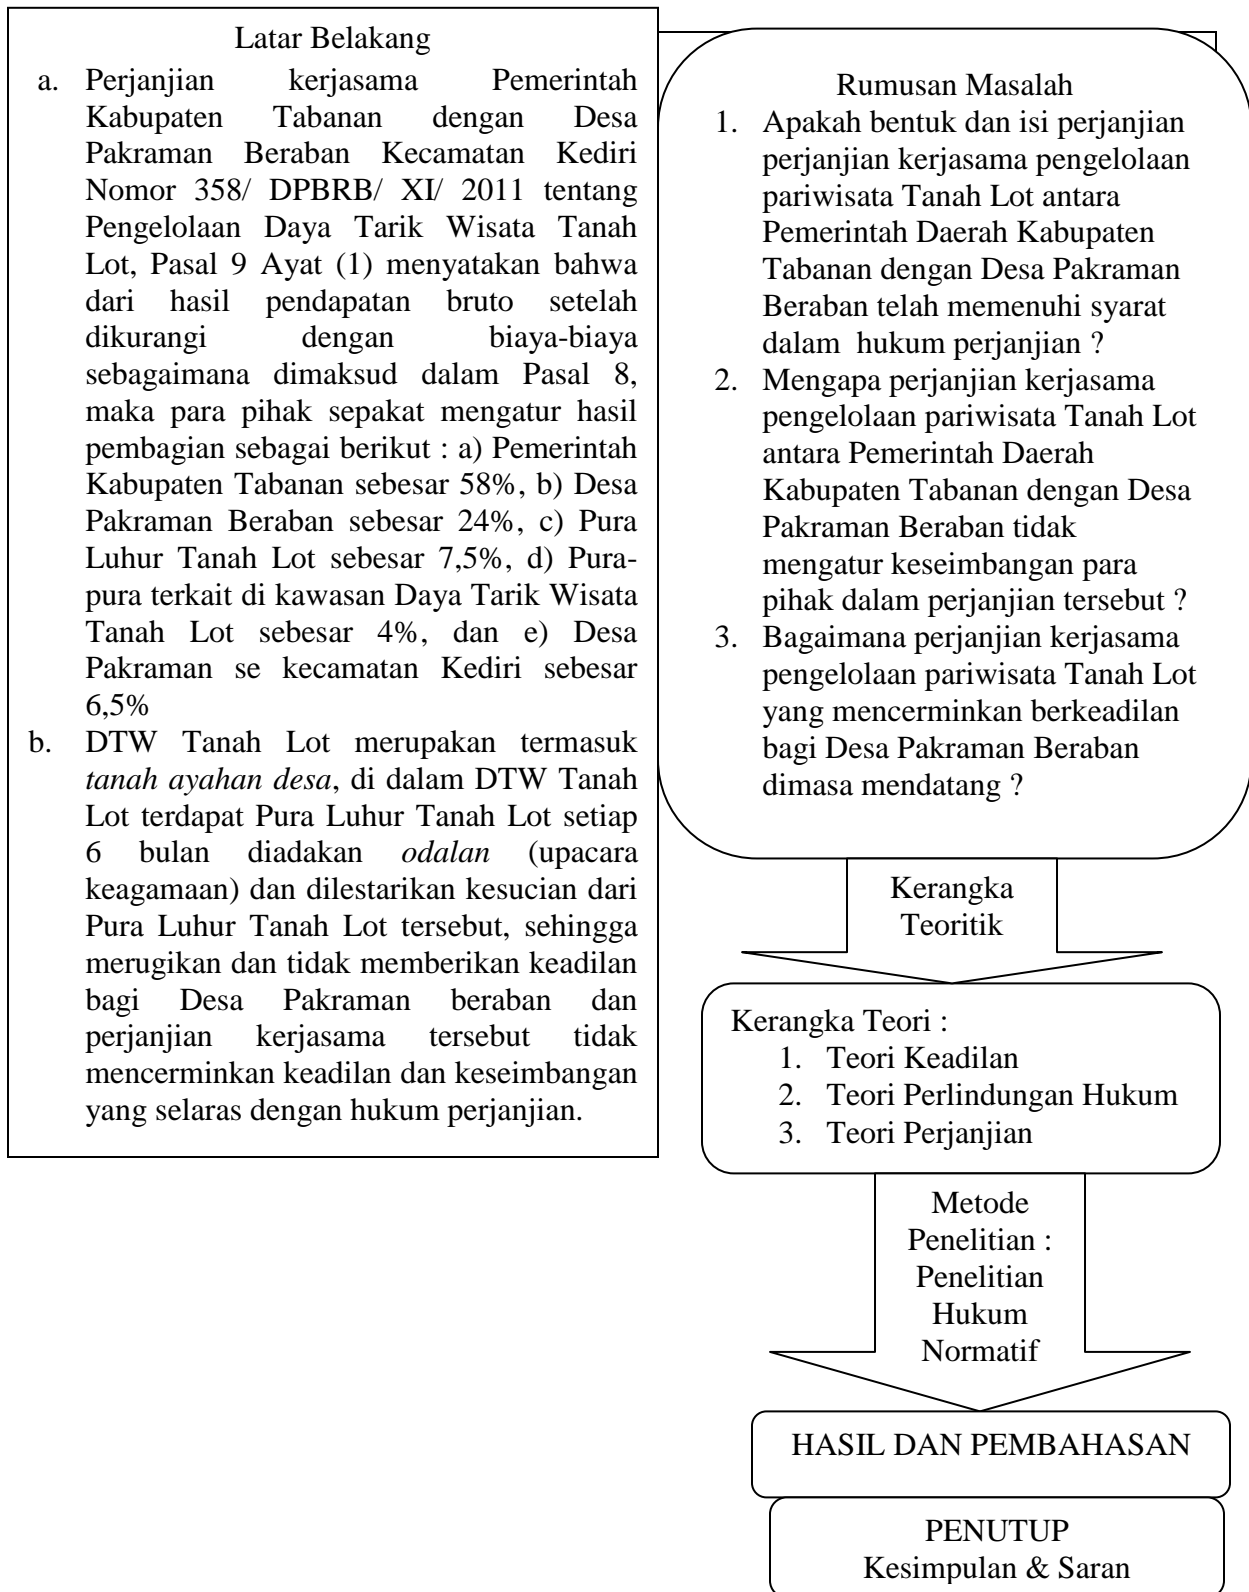 Latar Belakang
a. Perjanjian kerjasama Pemerintah
Kabupaten Tabanan dengan Desa
Pakraman Beraban Kecamatan Kediri
Nomor 358/ DPBRB/ XI/ 2011 tentang
Pengelolaan Daya Tarik Wisata Tanah
Lot, Pasal 9 Ayat (1) menyatakan bahwa
dari hasil pendapatan bruto setelah
dikurangi dengan biaya-biaya
sebagaimana dimaksud dalam Pasal 8,
maka para pihak sepakat mengatur hasil
pembagian sebagai berikut : a) Pemerintah
Kabupaten Tabanan sebesar 58%, b) Desa
Pakraman Beraban sebesar 24%, c) Pura
Luhur Tanah Lot sebesar 7,5%, d) Pura-
pura terkait di kawasan Daya Tarik Wisata
Tanah Lot sebesar 4%, dan e) Desa
Pakraman se kecamatan Kediri sebesar
6,5%
b. DTW Tanah Lot merupakan termasuk
tanah ayahan desa, di dalam DTW Tanah
Lot terdapat Pura Luhur Tanah Lot setiap
6 bulan diadakan odalan (upacara
keagamaan) dan dilestarikan kesucian dari
Pura Luhur Tanah Lot tersebut, sehingga
merugikan dan tidak memberikan keadilan
bagi Desa Pakraman beraban dan
perjanjian kerjasama tersebut tidak
mencerminkan keadilan dan keseimbangan
yang selaras dengan hukum perjanjian.
Rumusan Masalah
1. Apakah bentuk dan isi perjanjian
perjanjian kerjasama pengelolaan
pariwisata Tanah Lot antara
Pemerintah Daerah Kabupaten
Tabanan dengan Desa Pakraman
Beraban telah memenuhi syarat
dalam hukum perjanjian ?
2. Mengapa perjanjian kerjasama
pengelolaan pariwisata Tanah Lot
antara Pemerintah Daerah
Kabupaten Tabanan dengan Desa
Pakraman Beraban tidak
mengatur keseimbangan para
pihak dalam perjanjian tersebut ?
3. Bagaimana perjanjian kerjasama
pengelolaan pariwisata Tanah Lot
yang mencerminkan berkeadilan
bagi Desa Pakraman Beraban
dimasa mendatang ?
Kerangka
Teoritik
Kerangka Teori :
1. Teori Keadilan
2. Teori Perlindungan Hukum
3. Teori Perjanjian
Metode
Penelitian :
Penelitian
Hukum
Normatif
HASIL DAN PEMBAHASAN
PENUTUP
Kesimpulan & Saran